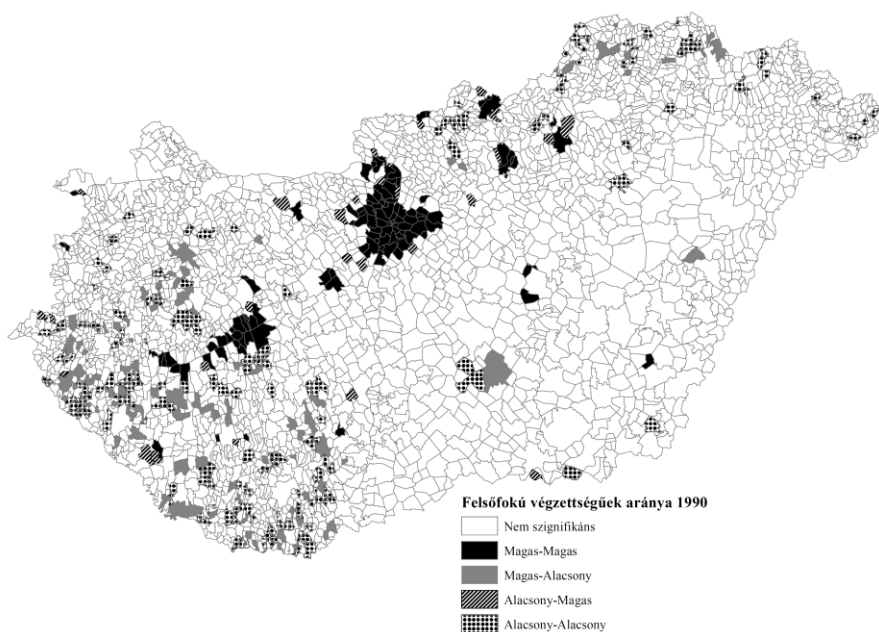 Felsőfokú végzettségűek aránya 1990
Nem szignifikáns
Magas-Magas
Magas-Alacsony
Alacsony-Magas
Alacsony-Alacsony